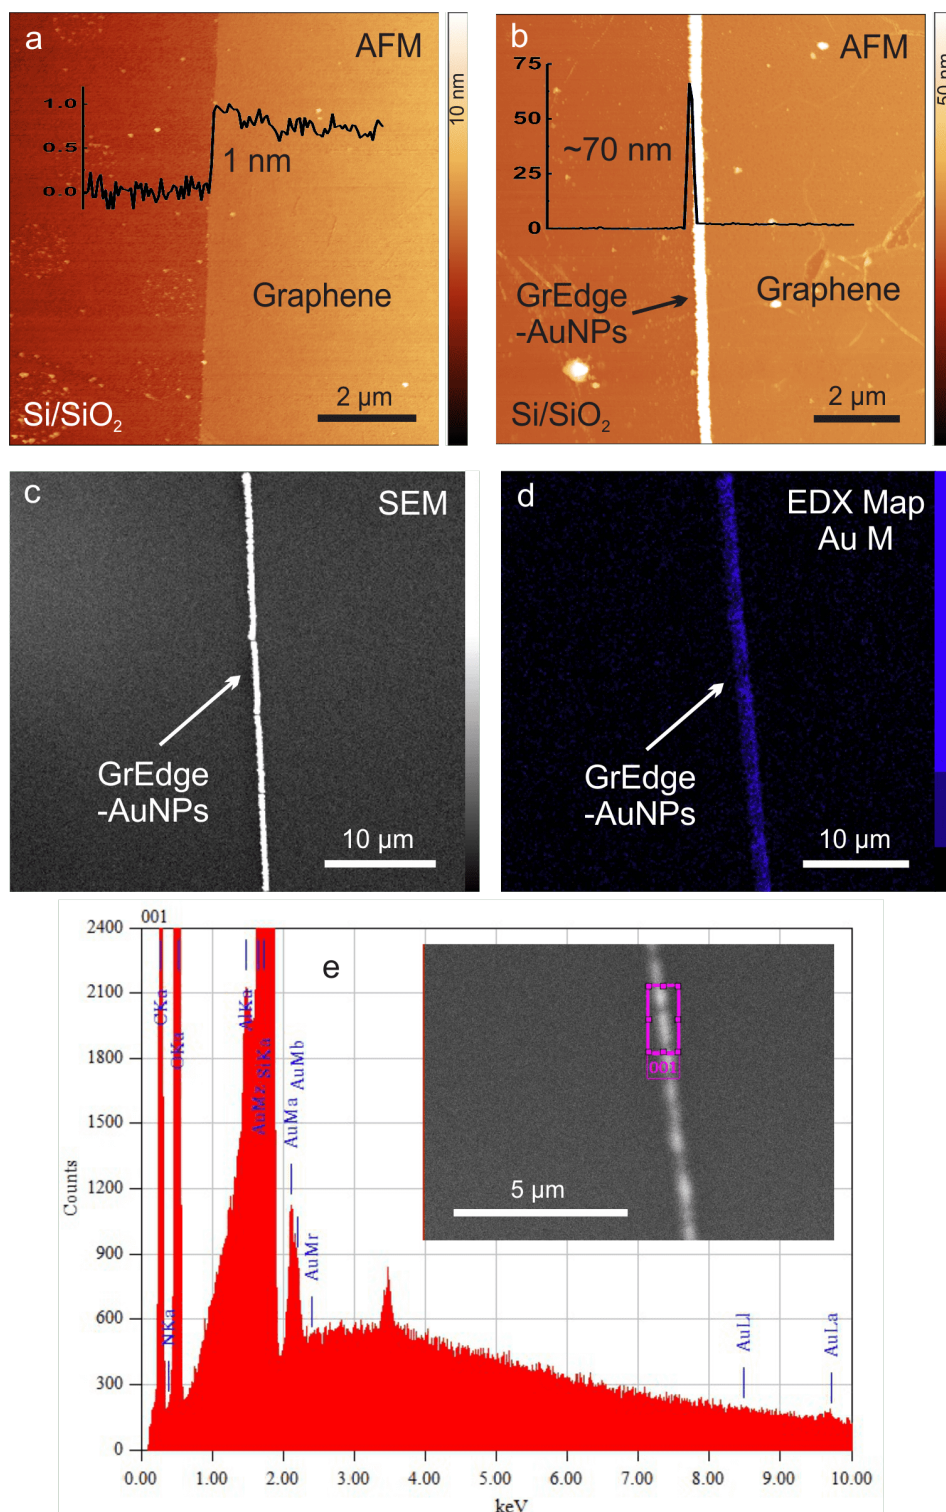 a
AFM
10 nm
1.0
0.5
0.0
1 nm
Graphene
2 µm
Si/SiO2
b
AFM
50 nm
75
50
25
0
~70 nm
GrEdge
-AuNPs
Graphene
2 µm
Si/SiO2
c
SEM
GrEdge
-AuNPs
10 µm
d
EDX Map
Au M
GrEdge
-AuNPs
10 µm
e
001
2400
2100
1800
1500
1200
900
600
300
0
Counts
CKa
NKa
OKa
AlKa
AuMz
SiKa
AuMa
AuMb
AuMr
AuLl
AuLa
001
5 µm
0.00 1.00 2.00 3.00 4.00 5.00 6.00 7.00 8.00 9.00 10.00
keV